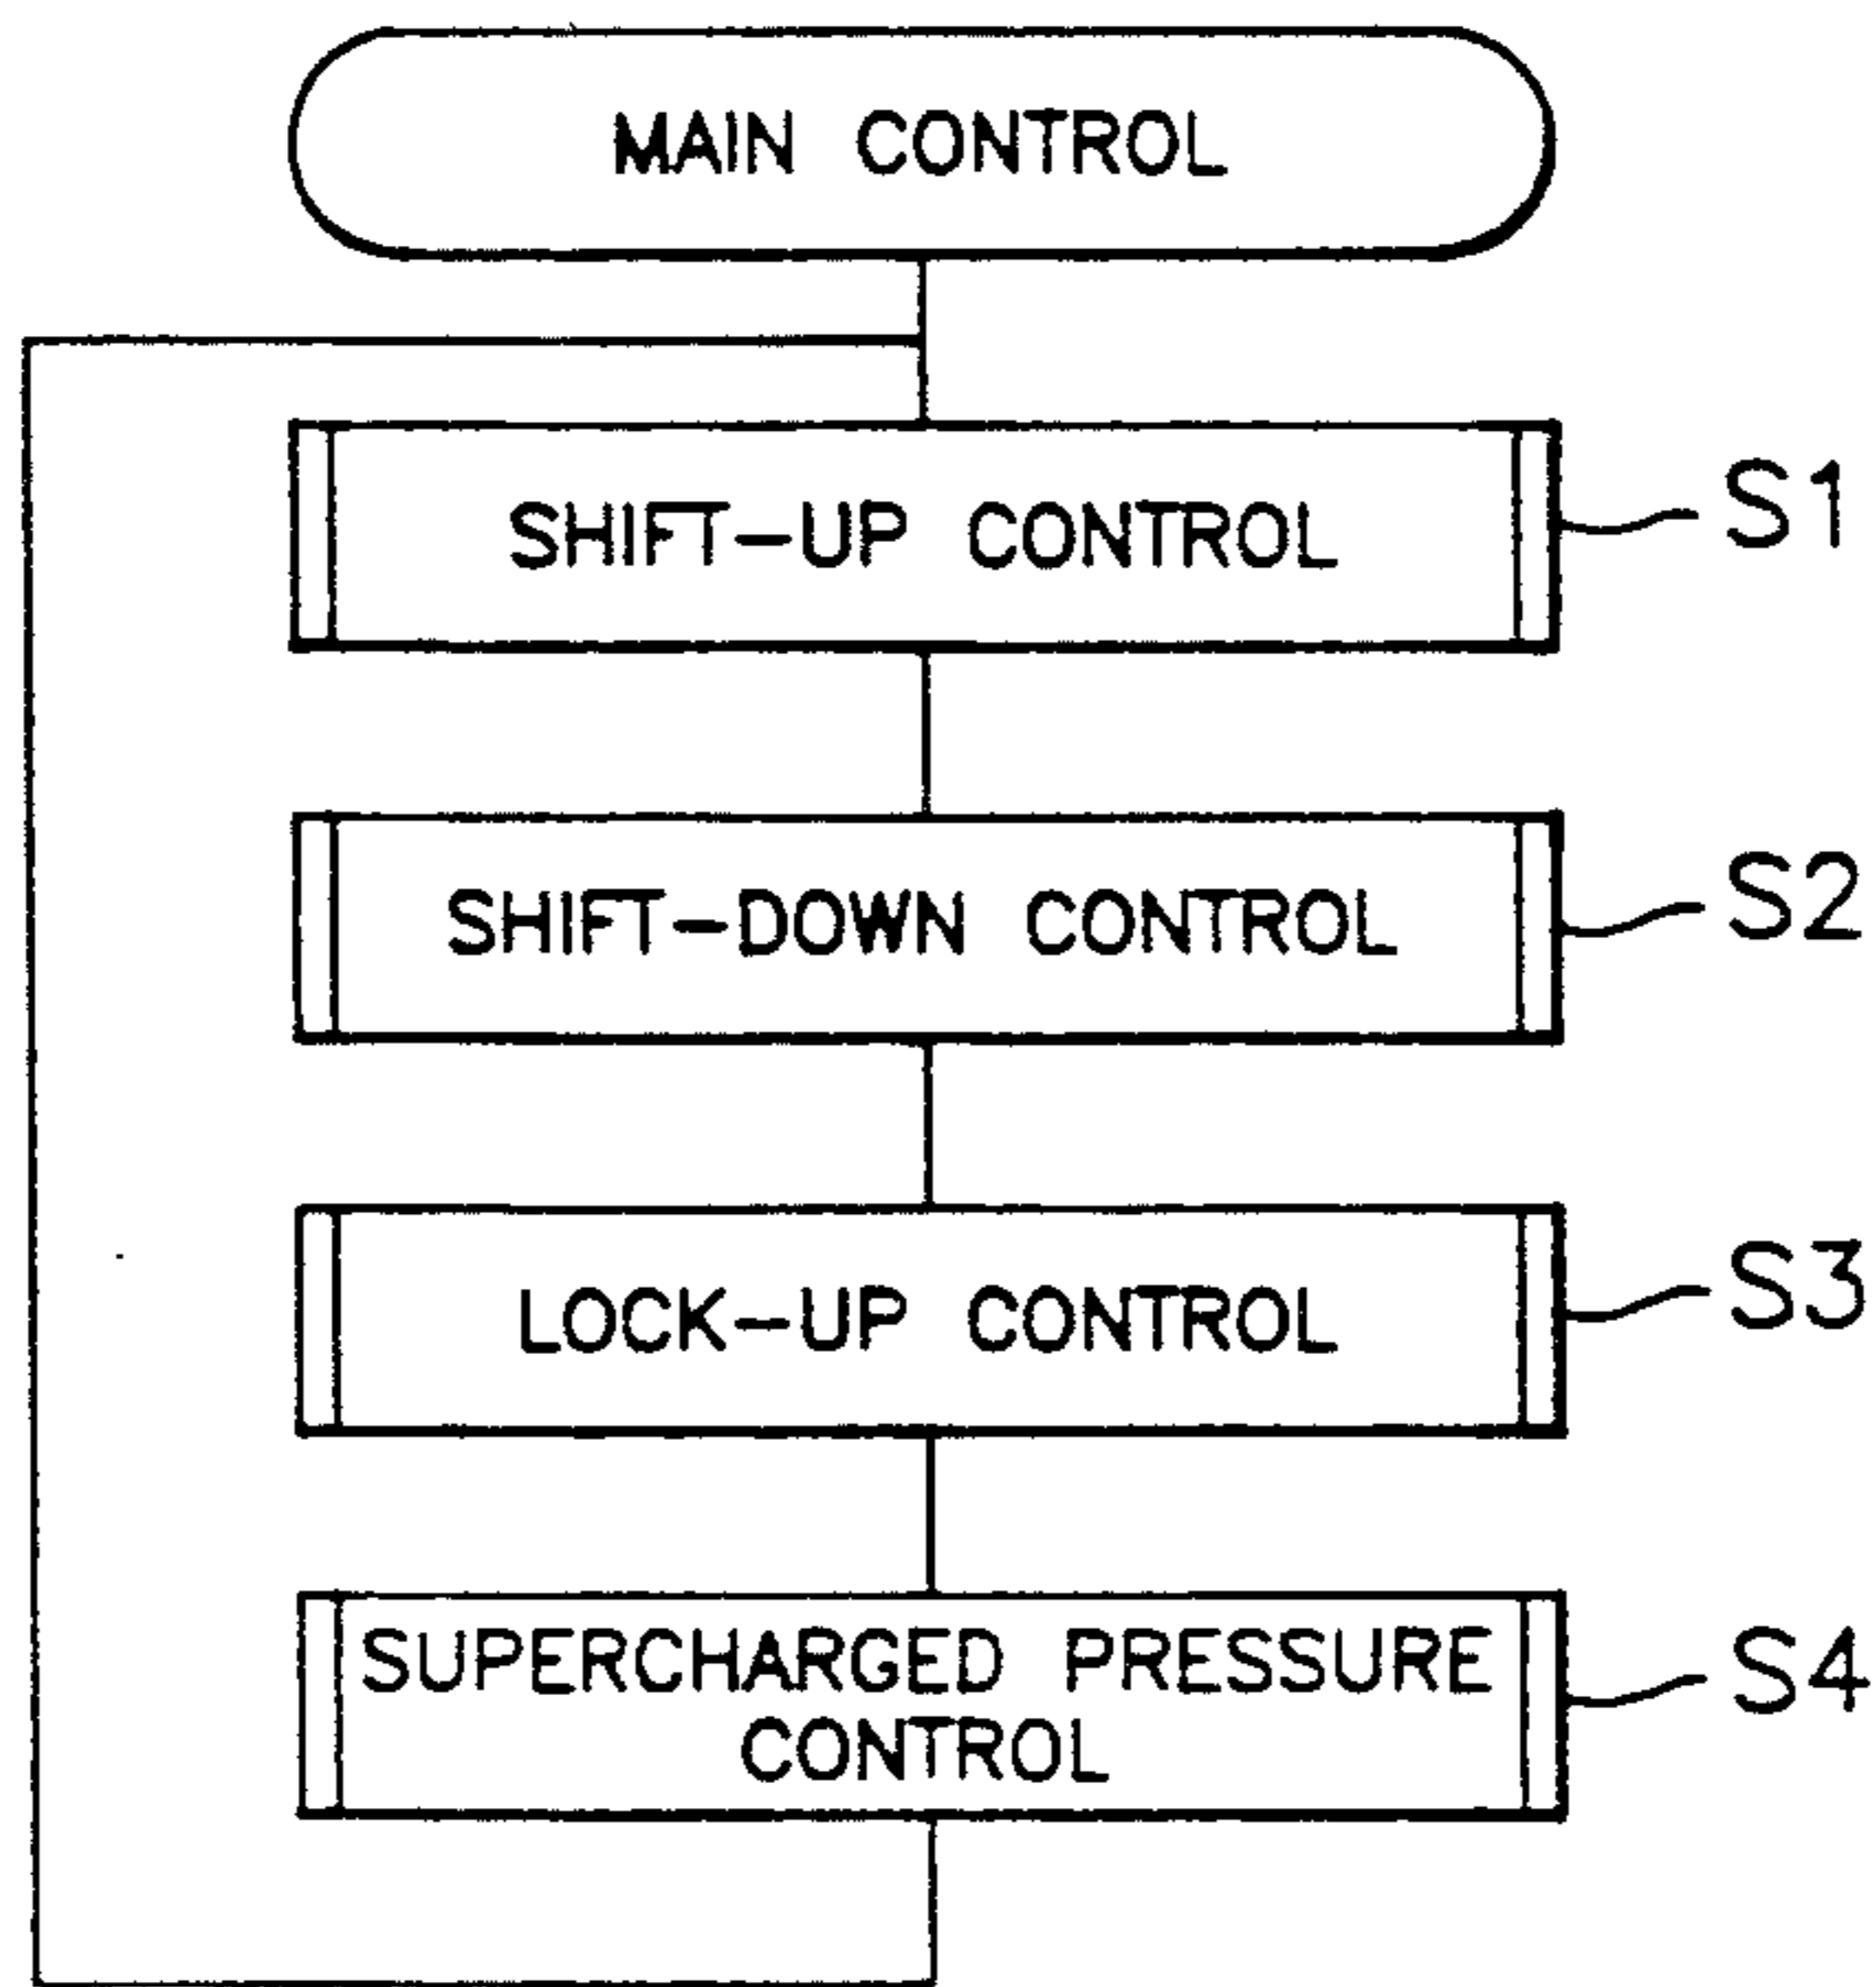 MAIN CONTROL
SHIFT-UP CONTROL
S1
SHIFT-DOWN CONTROL
S2
LOCK-UP CONTROL
S3
SUPERCHARGED PRESSURE
CONTROL
S4